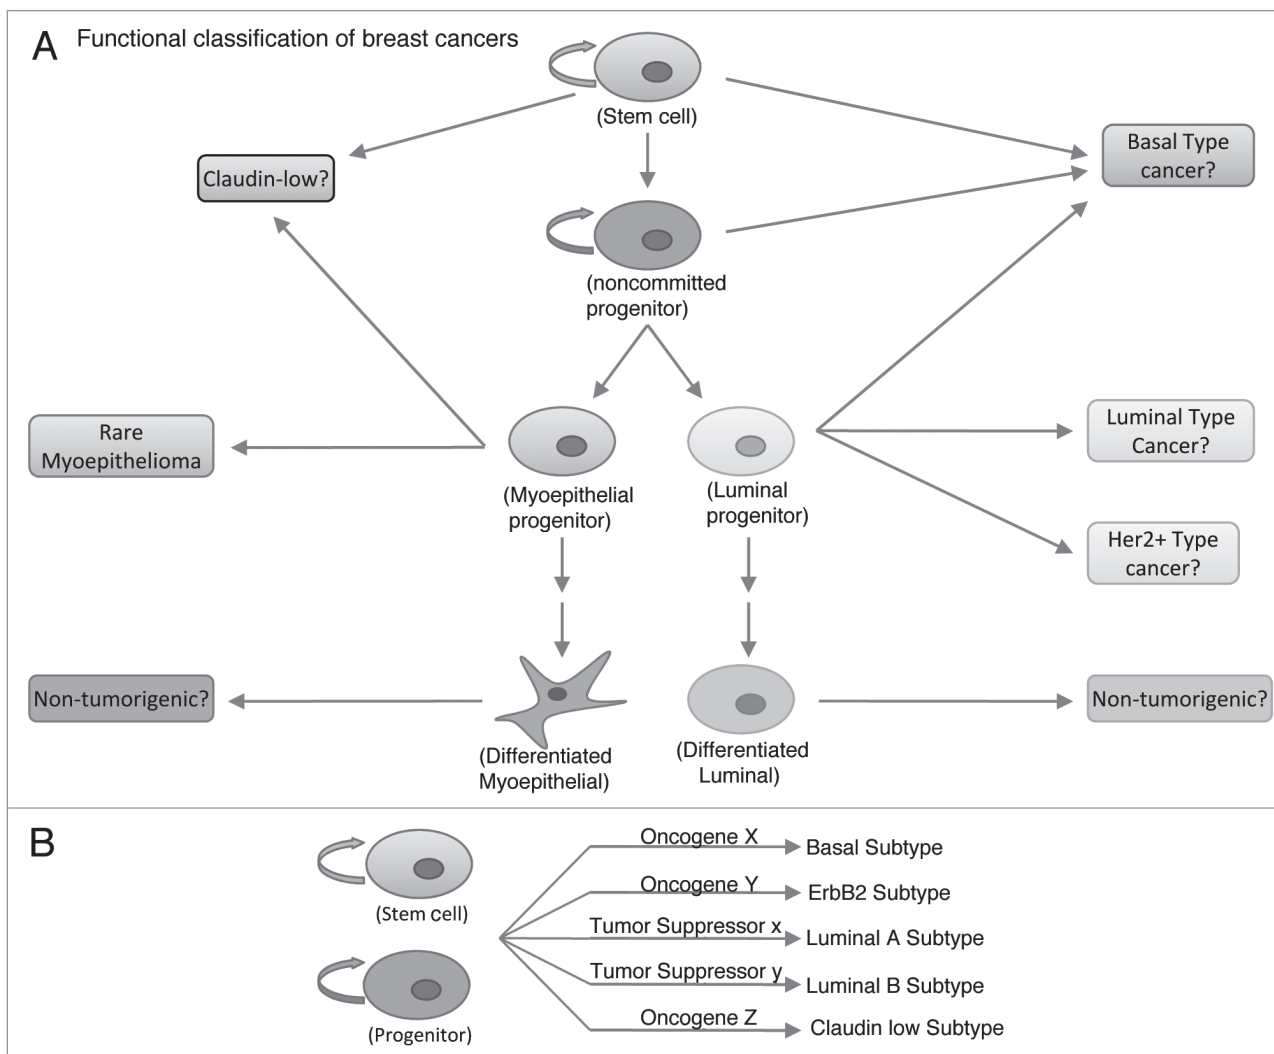 A Functional classification of breast cancers
(Stem cell)
Basal Type
cancer?
Claudin-low?
(noncommitted
progenitor)
Rare
Myoepithelioma
Luminal Type
Cancer?
(Myoepithelial
progenitor)
(Luminal
progenitor)
Her2+ Type
cancer?
Non-tumorigenic?
Non-tumorigenic?
(Differentiated
Myoepithelial)
(Differentiated
Luminal)
B
(Stem cell)
(Progenitor)
Oncogene X Basal Subtype
Oncogene Y ErbB2 Subtype
Tumor Suppressor x Luminal A Subtype
Tumor Suppressor y Luminal B Subtype
Oncogene Z Claudin low Subtype